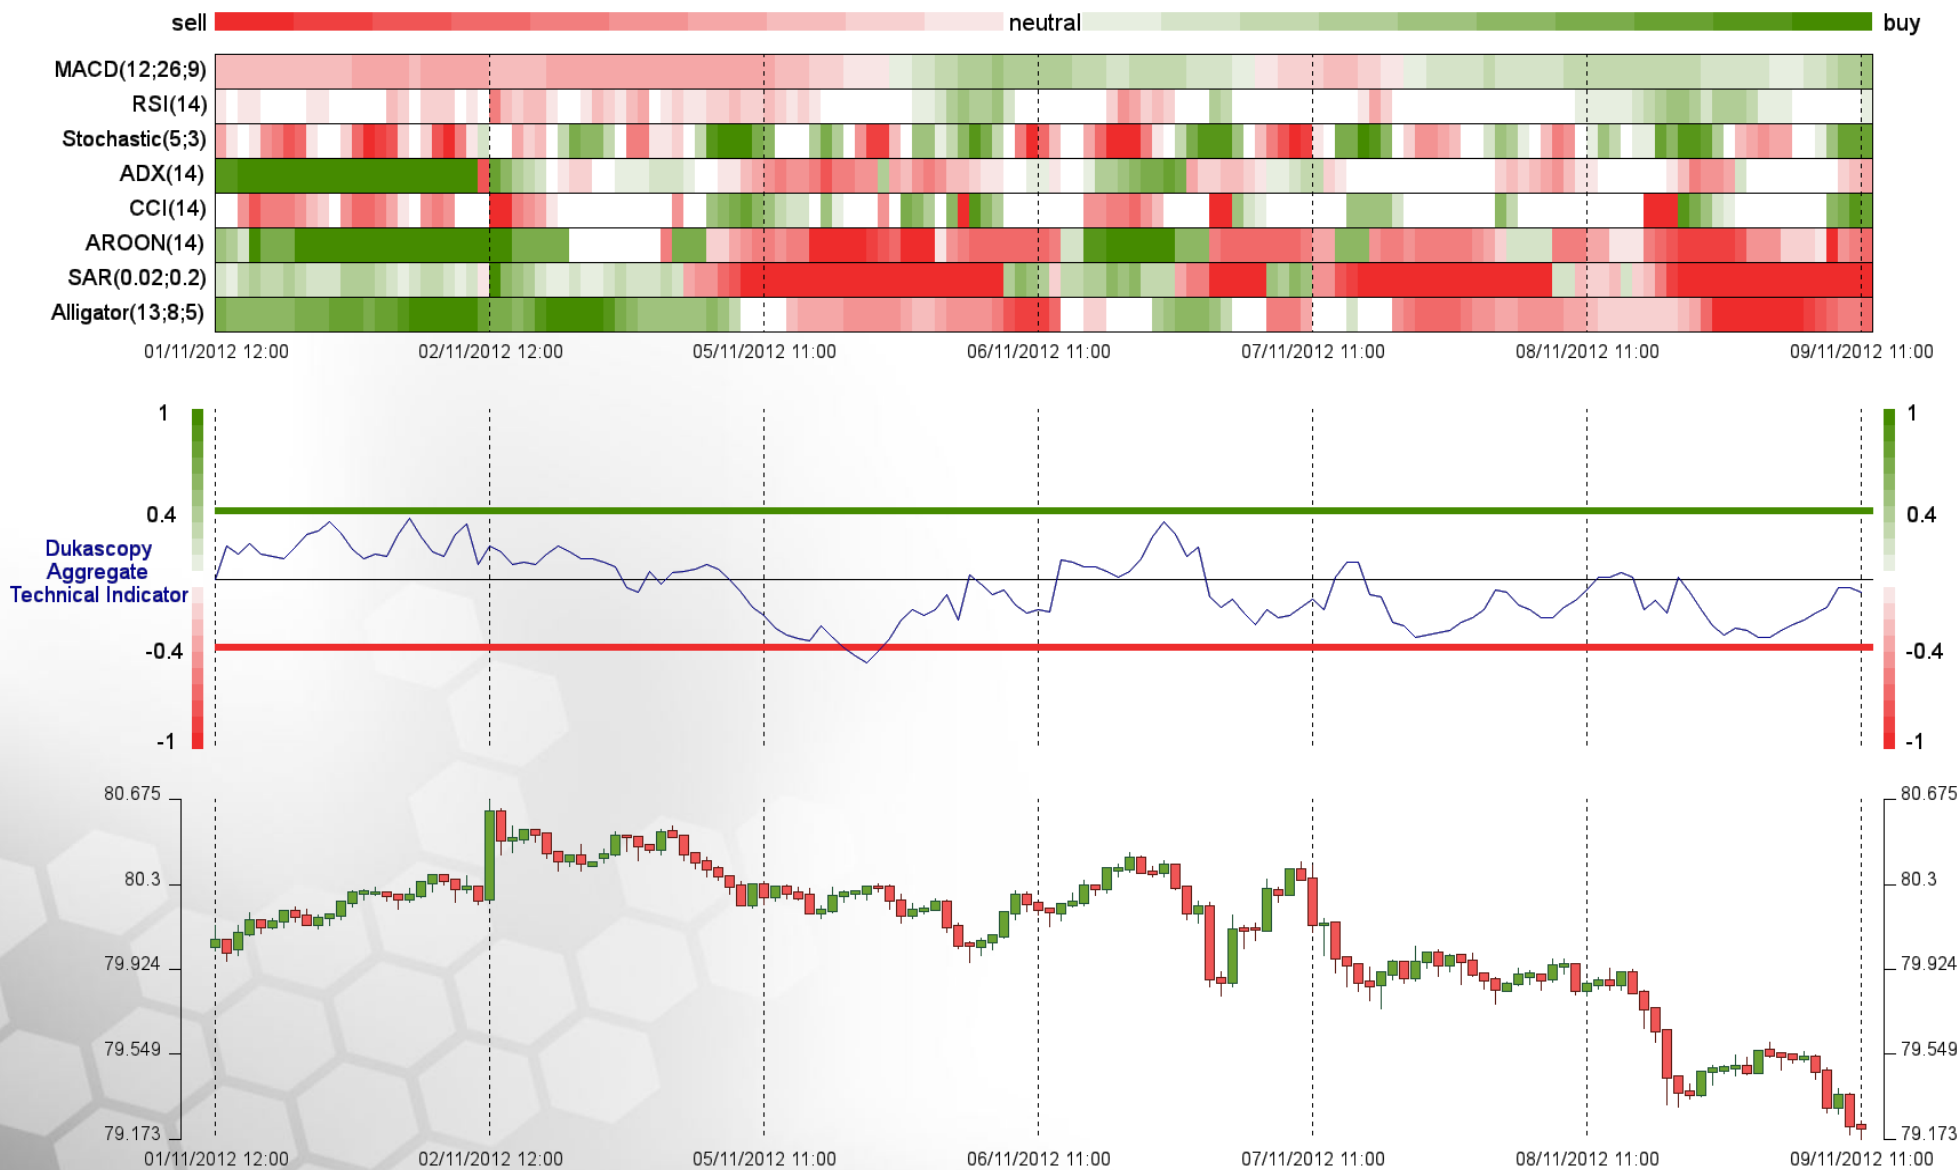 sell neutral buy
MACD(12;26;9)
RSI(14)
Stochastic(5;3)
ADX(14)
CCI(14)
AROON(14)
SAR(0.02;0.2)
Alligator(13;8;5)
01/11/2012 12:00 02/11/2012 12:00 05/11/2012 11:00 06/11/2012 11:00 07/11/2012 11:00 08/11/2012 11:00 09/11/2012 11:00
1 1
0.4 0.4
Dukascopy
Aggregate
Technical Indicator
-0.4 -0.4
-1 -1
80.675 80.675
80.3 80.3
79.924 79.924
79.549 79.549
79.173 79.173
01/11/2012 12:00 02/11/2012 12:00 05/11/2012 11:00 06/11/2012 11:00 07/11/2012 11:00 08/11/2012 11:00 09/11/2012 11:00